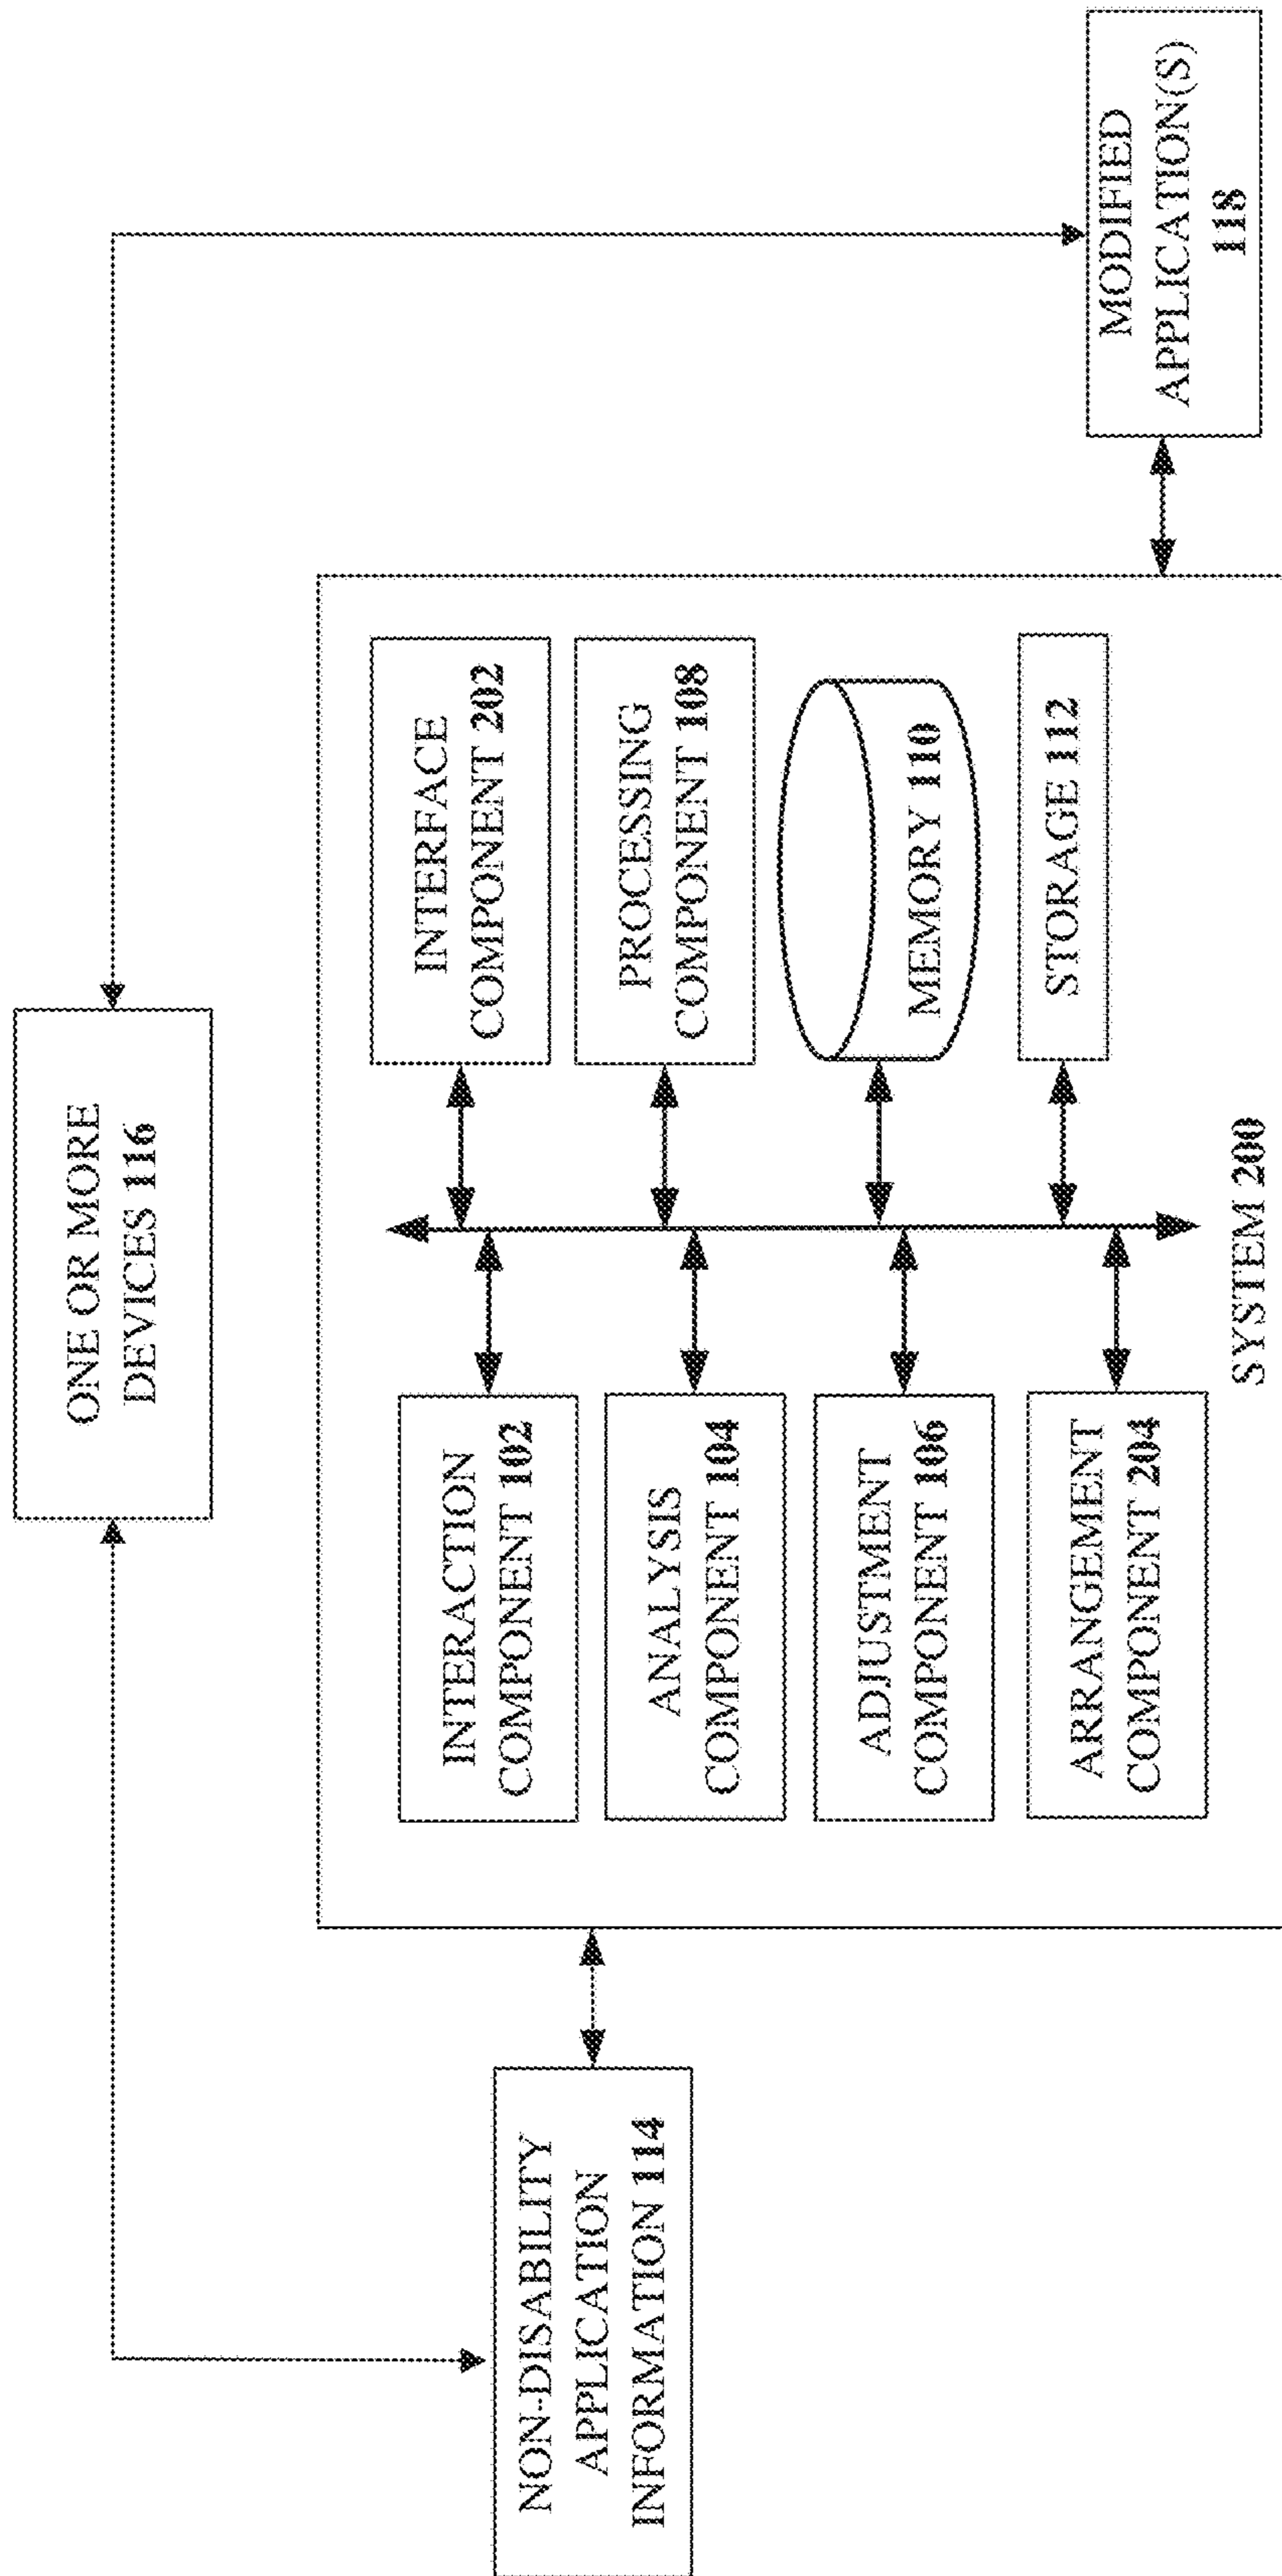 ONE OR MORE
DEVICES 116
NON-DISABILITY
APPLICATION
INFORMATION 114
INTERACTION
COMPONENT 102
ANALYSIS
COMPONENT 104
ADJUSTMENT
COMPONENT 106
ARRANGEMENT
COMPONENT 204
INTERFACE
COMPONENT 202
PROCESSING
COMPONENT 108
MEMORY 110
STORAGE 112
SYSTEM 200
MODIFIED
APPLICATION(S)
118